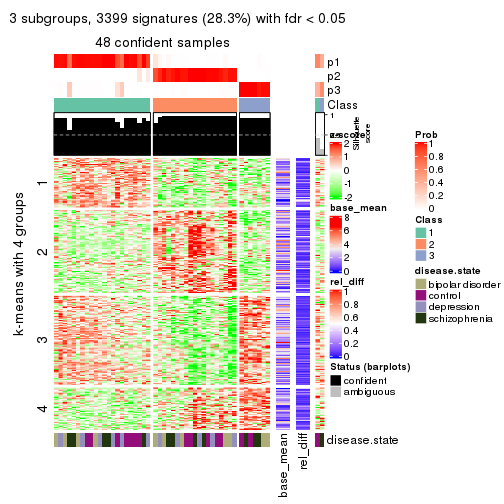 3 subgroups, 3399 signatures (28.3%) with fdr < 0.05
48 confident samples
p1
p2
p3
Class
1
Silhouette
score
z-score
2
1
0
-1
-2
base_mean
8
6
4
2
0
rel_diff
1
0.8
0.6
0.4
0.2
0
Status (barplots)
confident
ambiguous
Prob
1
0.8
0.6
0.4
0.2
0
Class
1
2
3
disease.state
bipolar disorder
control
depression
schizophrenia
k-means with 4 groups
1
2
3
4
disease.state
base_mean
rel_diff